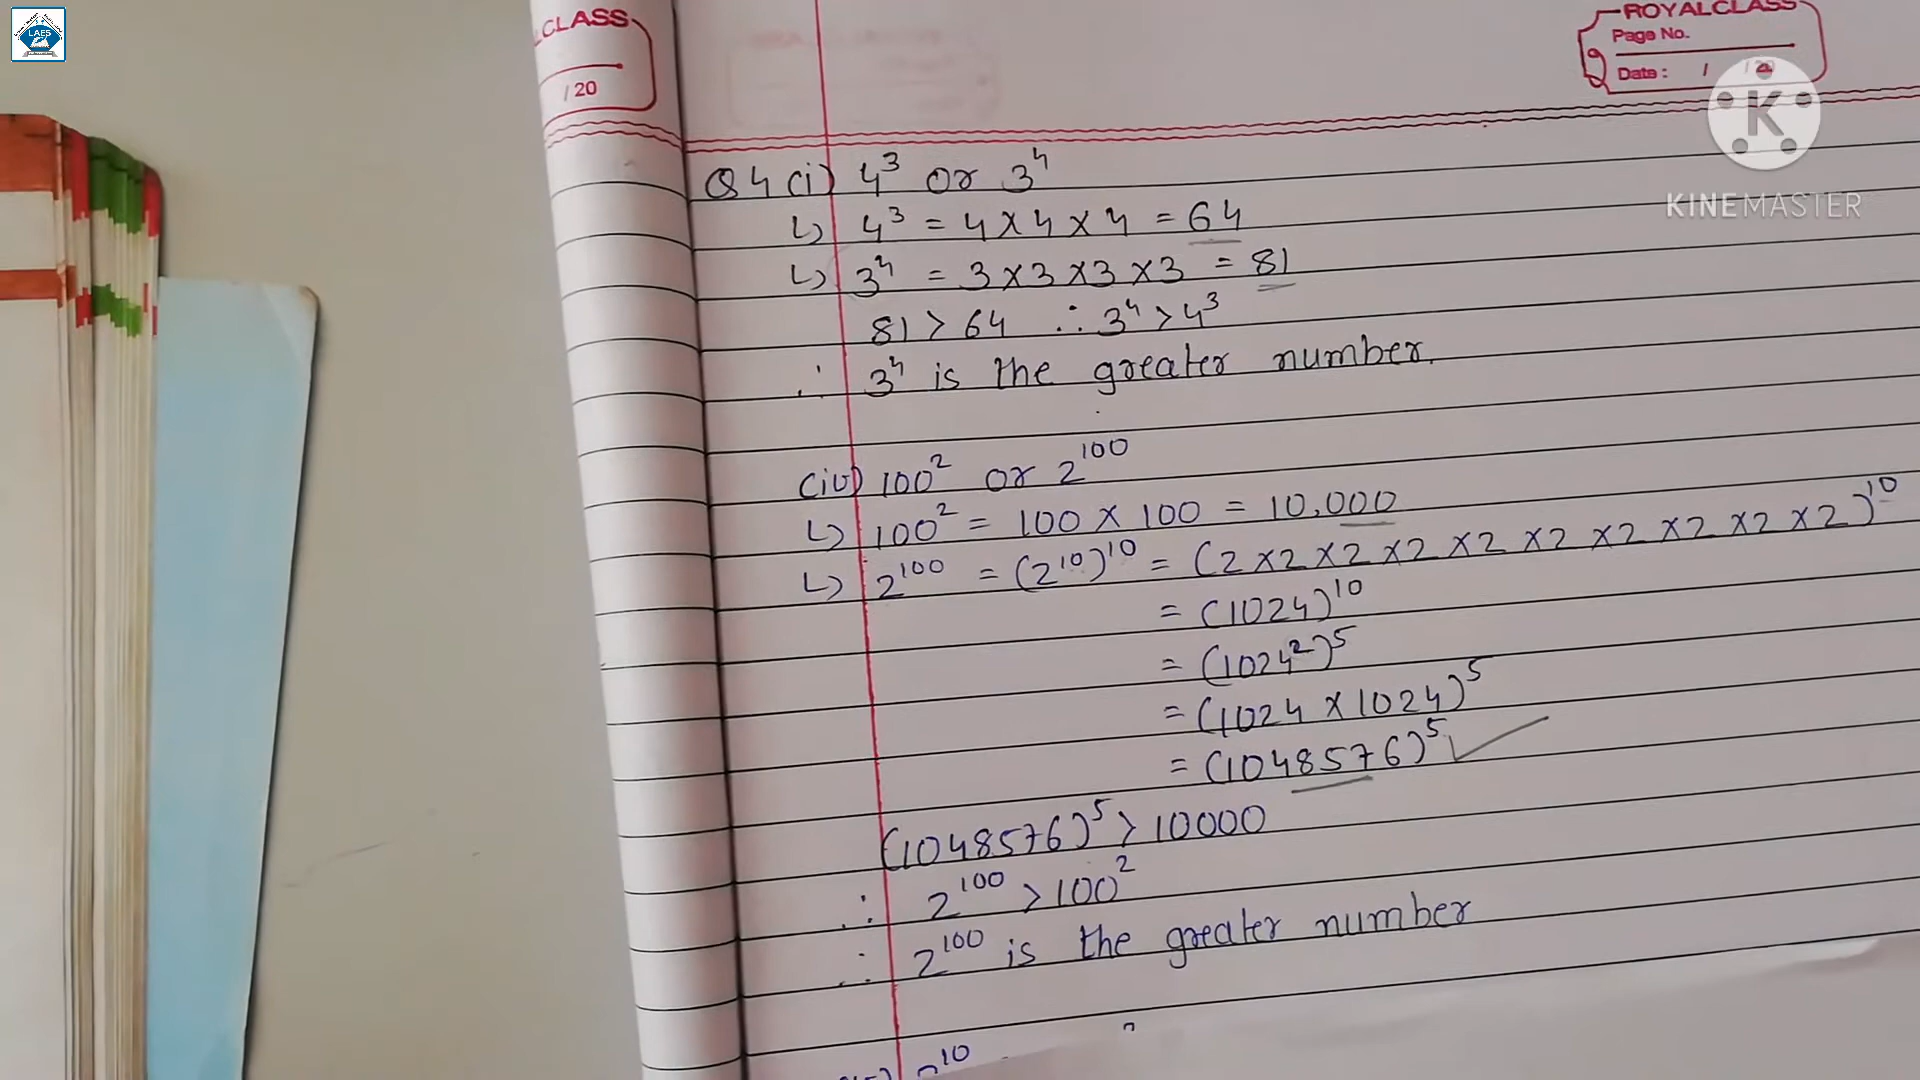 LAES
CLASS
/ 20
ROYALCLASS
Page No.
Date : /
K
KINEMASTER
Q4 (i) 4³ or 3⁴
↳ 4³ = 4 × 4 × 4 = 64
↳ 3⁴ = 3 × 3 × 3 × 3 = 81
81 > 64 ∴ 3⁴ > 4³
∴ 3⁴ is the greater number.
(iv) 100² or 2¹⁰⁰
↳ 100² = 100 × 100 = 10,000
↳ 2¹⁰⁰ = (2¹⁰)¹⁰ = (2 × 2 × 2 × 2 × 2 × 2 × 2 × 2 × 2 × 2)¹⁰
= (1024)¹⁰
= (1024²)⁵
= (1024 × 1024)⁵
= (1048576)⁵
(1048576)⁵ > 10000
∴ 2¹⁰⁰ > 100²
∴ 2¹⁰⁰ is the greater number